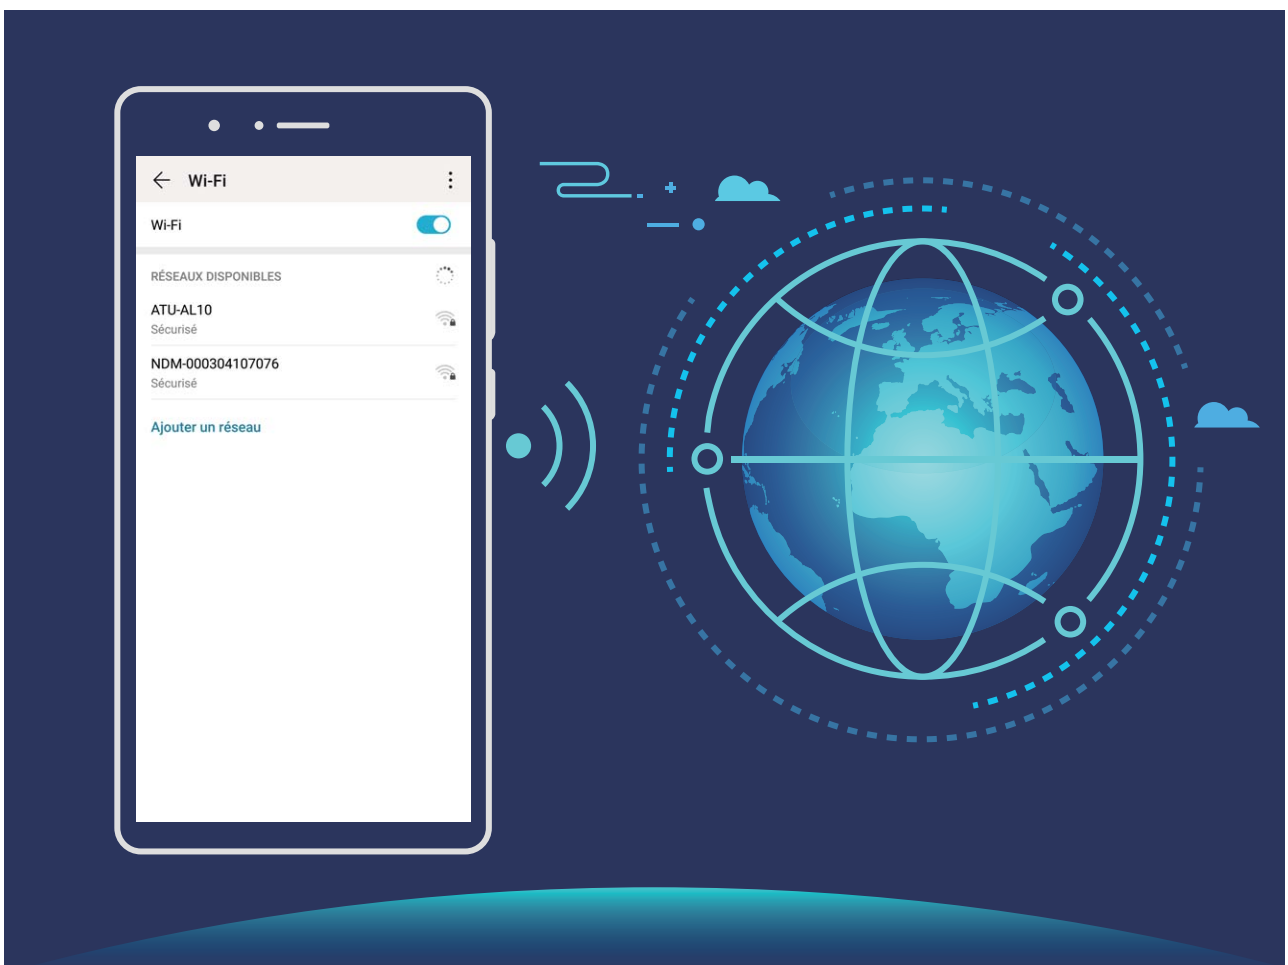 Wi-Fi
Wi-Fi
RÉSEAUX DISPONIBLES
ATU-AL10
Sécurisé
NDM-000304107076
Sécurisé
Ajouter un réseau